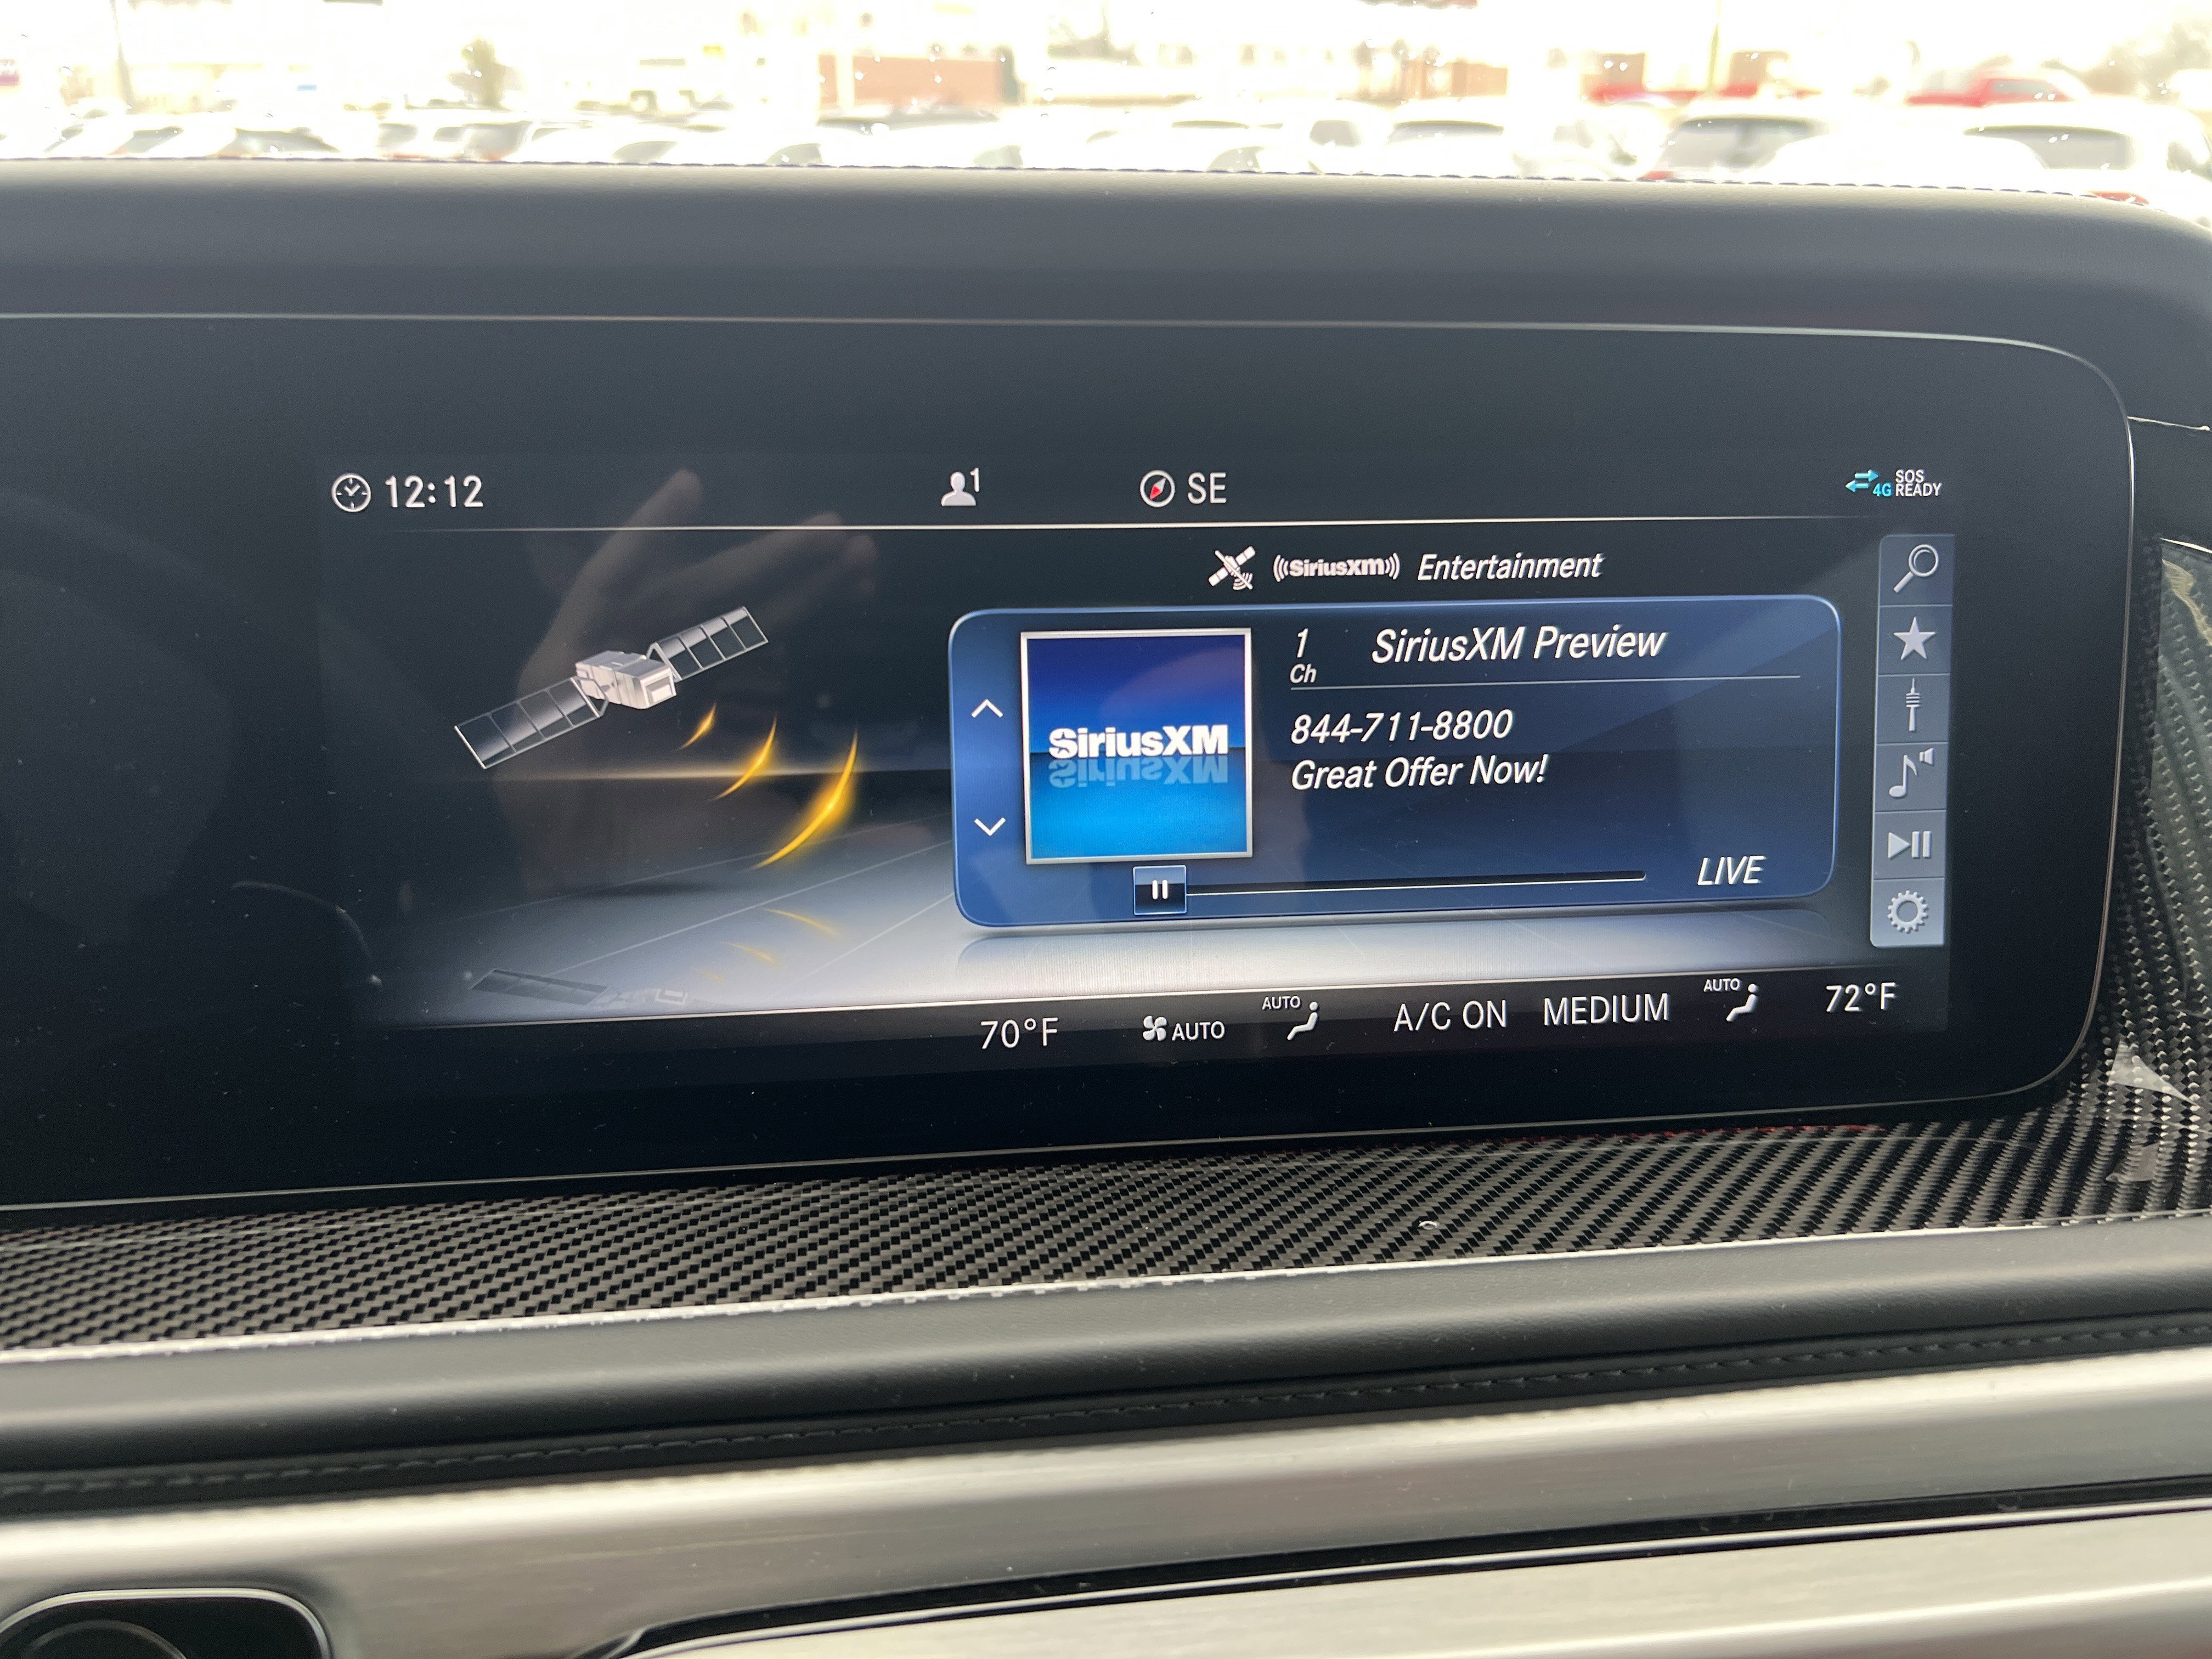 12:12
1
SE
4G
SOS
READY
SiriusXM Entertainment
SiriusXM
1
Ch
SiriusXM Preview
844-711-8800
Great Offer Now!
LIVE
70°F
AUTO
AUTO
A/C ON
MEDIUM
AUTO
72°F